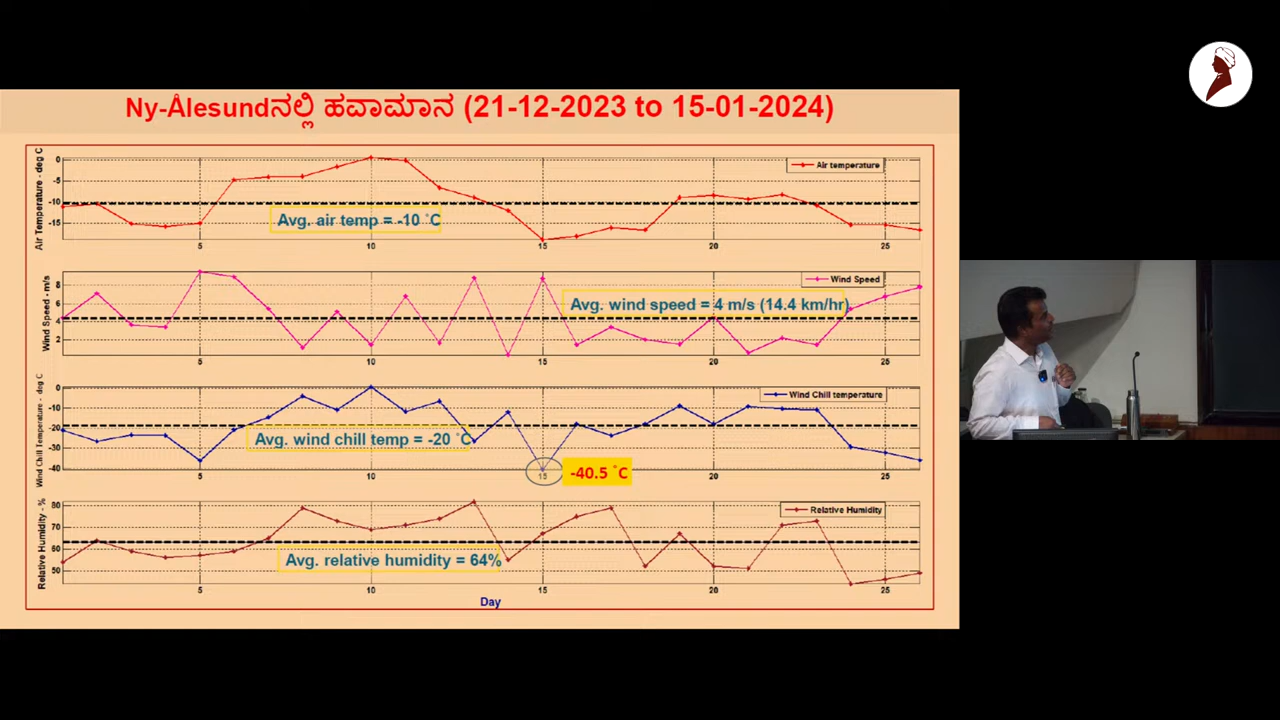 Ny-Ålesundನಲ್ಲಿ ಹವಾಮಾನ (21-12-2023 to 15-01-2024)
Air Temperature - deg C
0
-5
-10
-15
Air temperature
Avg. air temp = -10 °C
5 10 15 20 25
Wind Speed - m/s
8
6
4
2
Wind Speed
Avg. wind speed = 4 m/s (14.4 km/hr)
5 10 15 20 25
Wind Chill Temperature - deg C
0
-10
-20
-30
-40
Wind Chill temperature
Avg. wind chill temp = -20 °C
-40.5 °C
5 10 15 20 25
Relative Humidity - %
80
70
60
50
Relative Humidity
Avg. relative humidity = 64%
5 10 15 20 25
Day